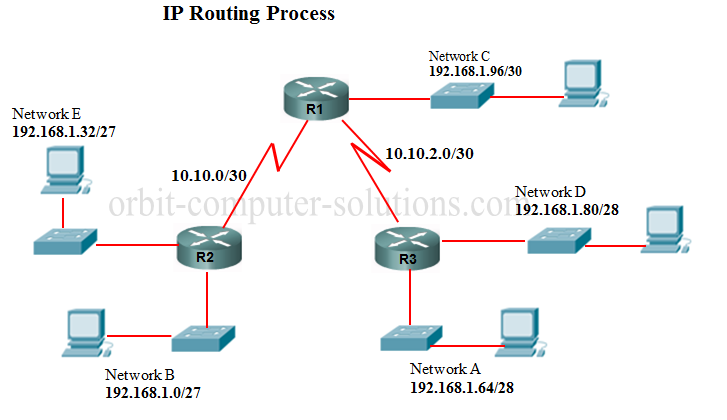 IP Routing Process
Network C
192.168.1.96/30
R1
Network E
192.168.1.32/27
10.10.0/30
10.10.2.0/30
orbit-computer-solutions.com
Network D
192.168.1.80/28
R2
R3
Network B
192.168.1.0/27
Network A
192.168.1.64/28